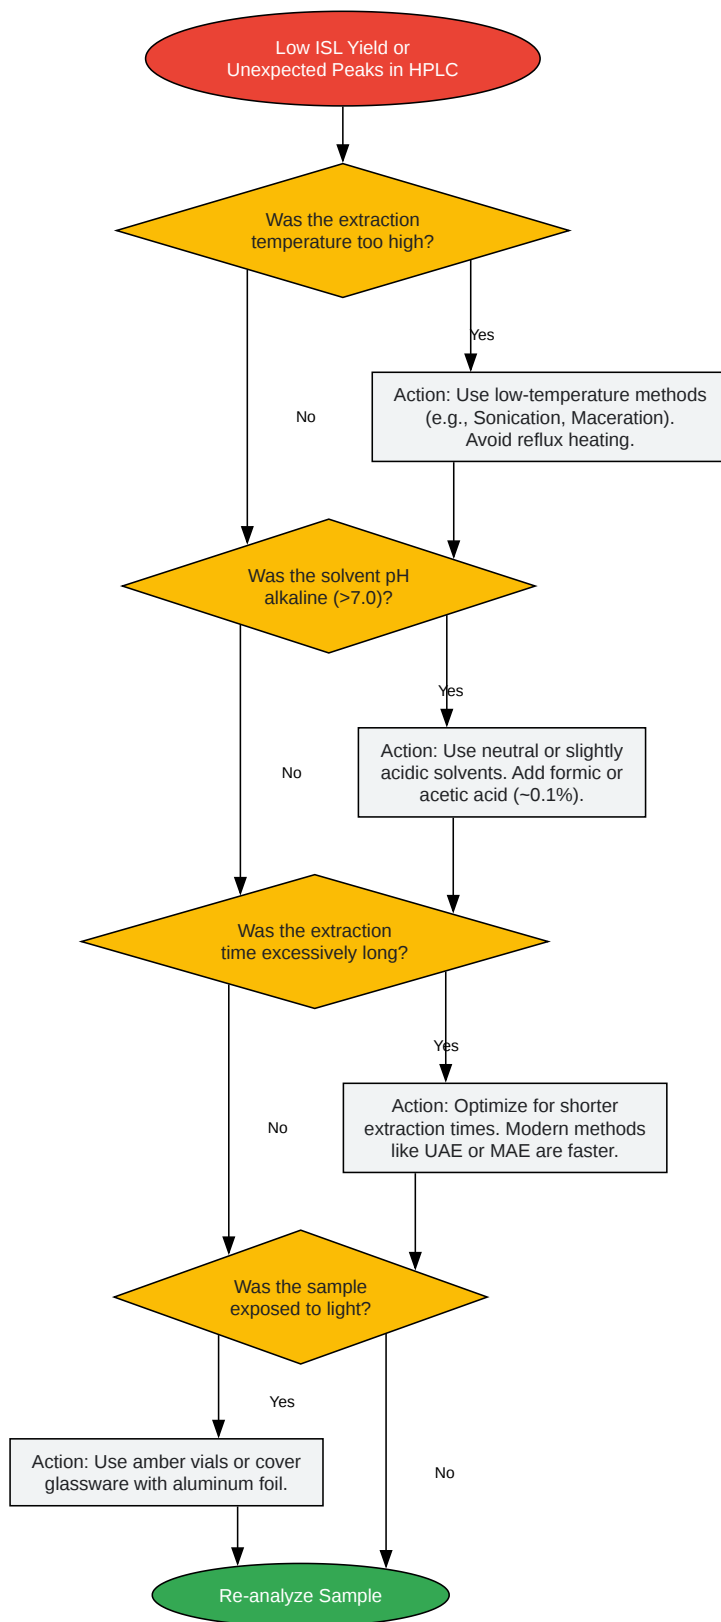 Low ISL Yield or
Unexpected Peaks in HPLC
Was the extraction
temperature too high?
Yes
Action: Use low-temperature methods
(e.g., Sonication, Maceration).
Avoid reflux heating.
No
Was the solvent pH
alkaline (>7.0)?
Yes
Action: Use neutral or slightly
acidic solvents. Add formic or
acetic acid (~0.1%).
No
Was the extraction
time excessively long?
Yes
Action: Optimize for shorter
extraction times. Modern methods
like UAE or MAE are faster.
No
Was the sample
exposed to light?
Yes
Action: Use amber vials or cover
glassware with aluminum foil.
No
Re-analyze Sample